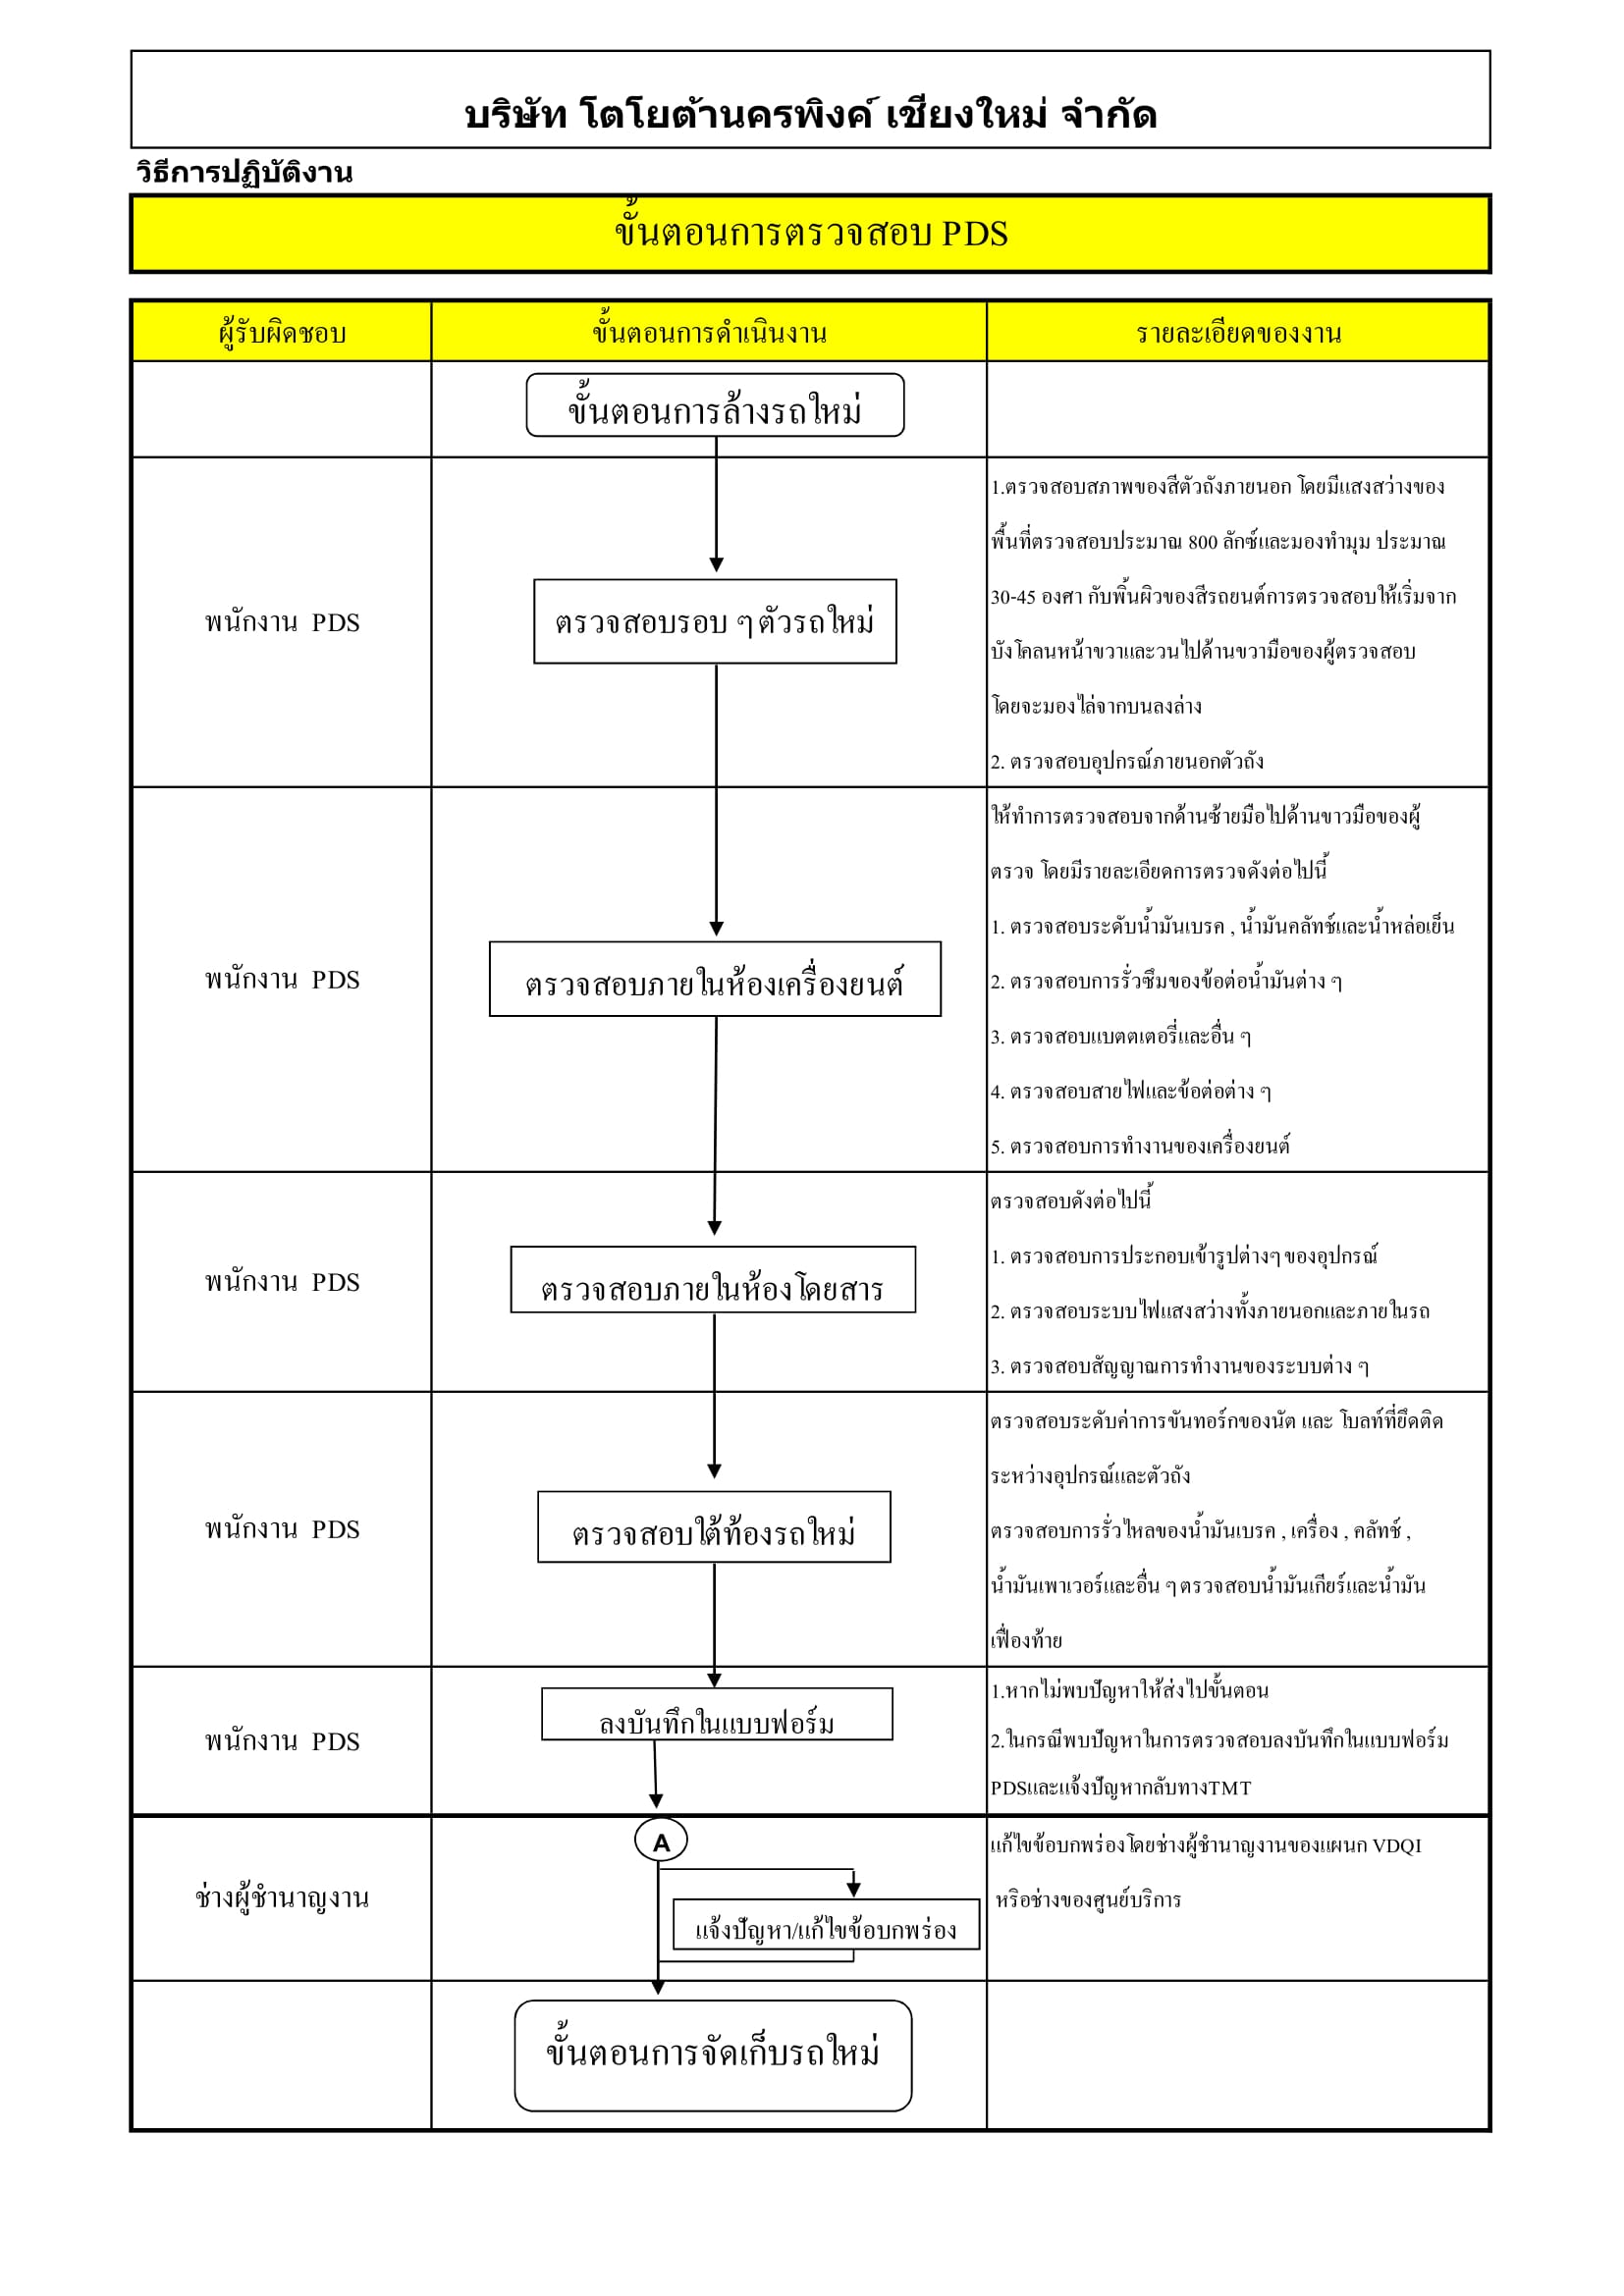 บริษัท โตโยต้านครพิงค์ เชียงใหม่ จำกัด
วิธีการปฏิบัติงาน
ขั้นตอนการตรวจสอบ PDS
ผู้รับผิดชอบ
ขั้นตอนการดำเนินงาน
รายละเอียดของงาน
ขั้นตอนการล้างรถใหม่
พนักงาน PDS
ตรวจสอบรอบ ๆ ตัวรถใหม่
1.ตรวจสอบสภาพของสีตัวถังภายนอก โดยมีแสงสว่างของ
พื้นที่ตรวจสอบประมาณ 800 ลักซ์และมองทำมุม ประมาณ
30-45 องศา กับพิ้นผิวของสีรถยนต์การตรวจสอบให้เริ่มจาก
บังโคลนหน้าขวาและวนไปด้านขวามือของผู้ตรวจสอบ
โดยจะมองไล่จากบนลงล่าง
2. ตรวจสอบอุปกรณ์ภายนอกตัวถัง
พนักงาน PDS
ตรวจสอบภายในห้องเครื่องยนต์
ให้ทำการตรวจสอบจากด้านซ้ายมือไปด้านขาวมือของผู้
ตรวจ โดยมีรายละเอียดการตรวจดังต่อไปนี้
1. ตรวจสอบระดับน้ำมันเบรค , น้ำมันคลัทช์และน้ำหล่อเย็น
2. ตรวจสอบการรั่วซึมของข้อต่อน้ำมันต่าง ๆ
3. ตรวจสอบแบตตเตอรี่และอื่น ๆ
4. ตรวจสอบสายไฟและข้อต่อต่าง ๆ
5. ตรวจสอบการทำงานของเครื่องยนต์
พนักงาน PDS
ตรวจสอบภายในห้องโดยสาร
ตรวจสอบดังต่อไปนี้
1. ตรวจสอบการประกอบเข้ารูปต่างๆ ของอุปกรณ์
2. ตรวจสอบระบบไฟแสงสว่างทั้งภายนอกและภายในรถ
3. ตรวจสอบสัญญาณการทำงานของระบบต่าง ๆ
พนักงาน PDS
ตรวจสอบใต้ท้องรถใหม่
ตรวจสอบระดับค่าการขันทอร์กของนัต และ โบลท์ที่ยึดติด
ระหว่างอุปกรณ์และตัวถัง
ตรวจสอบการรั่วไหลของน้ำมันเบรค , เครื่อง , คลัทช์ ,
น้ำมันเพาเวอร์และอื่น ๆ ตรวจสอบน้ำมันเกียร์และน้ำมัน
เฟื่องท้าย
พนักงาน PDS
ลงบันทึกในแบบฟอร์ม
1.หากไม่พบปัญหาให้ส่งไปขั้นตอน
2.ในกรณีพบปัญหาในการตรวจสอบลงบันทึกในแบบฟอร์ม
PDSและแจ้งปัญหากลับทางTMT
ช่างผู้ชำนาญงาน
A
แจ้งปัญหา/แก้ไขข้อบกพร่อง
แก้ไขข้อบกพร่องโดยช่างผู้ชำนาญงานของแผนก VDQI
หริอช่างของศูนย์บริการ
ขั้นตอนการจัดเก็บรถใหม่